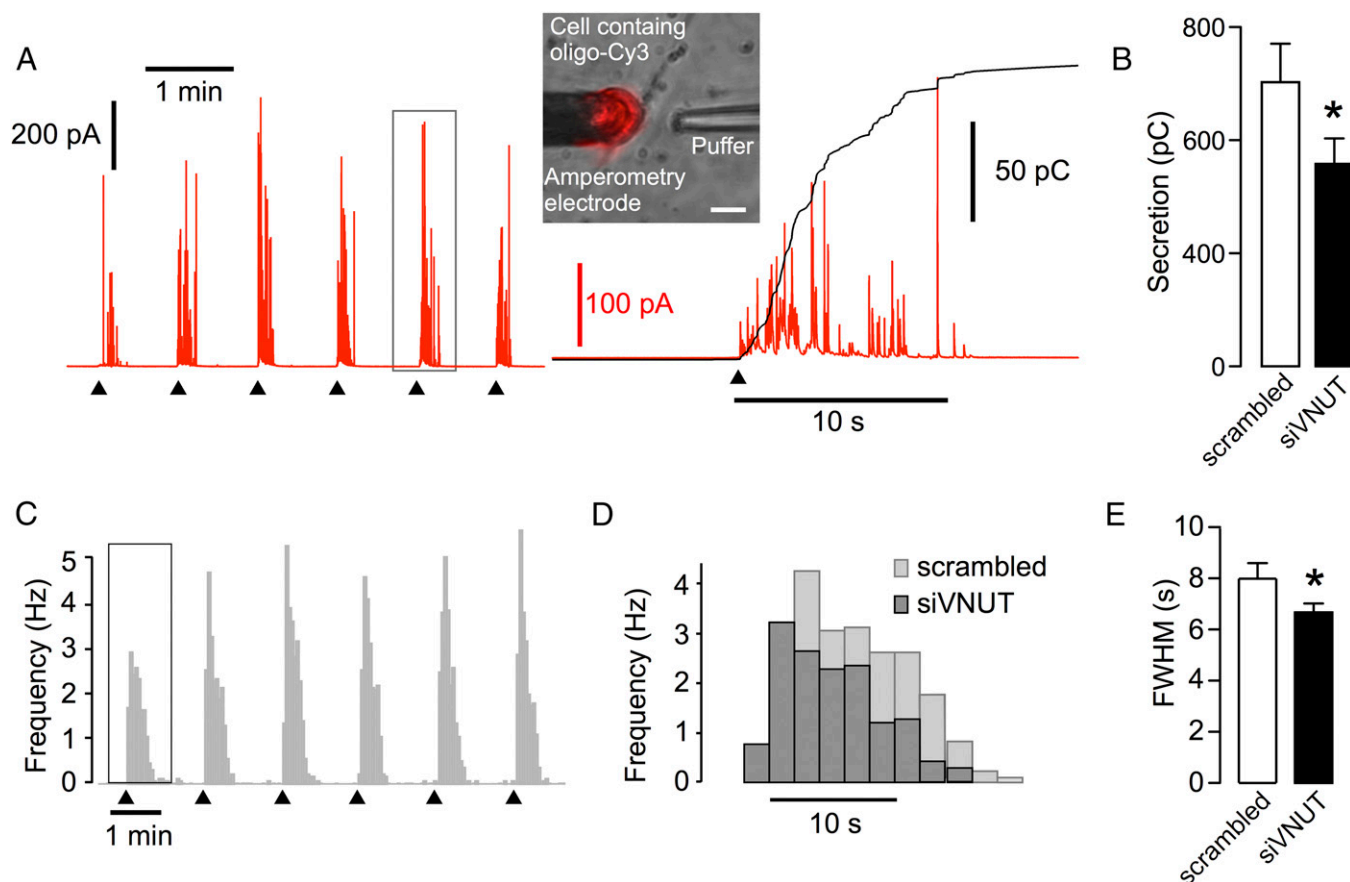 A
1 min
200 pA
Cell containg
oligo-Cy3
Puffer
Amperometry
electrode
50 pC
100 pA
10 s
B
800
600
400
0
Secretion (pC)
*
scrambled
siVNUT
C
Frequency (Hz)
5
4
3
2
1
0
1 min
D
Frequency (Hz)
4
3
2
1
0
scrambled
siVNUT
10 s
E
FWHM (s)
10
8
6
4
2
0
*
scrambled
siVNUT